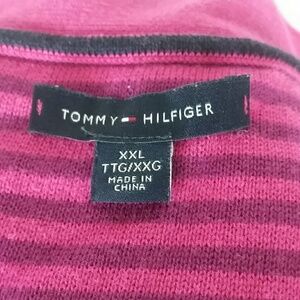 TOMMY HILFIGER
XXL
TTG/XXG
MADE IN
CHINA